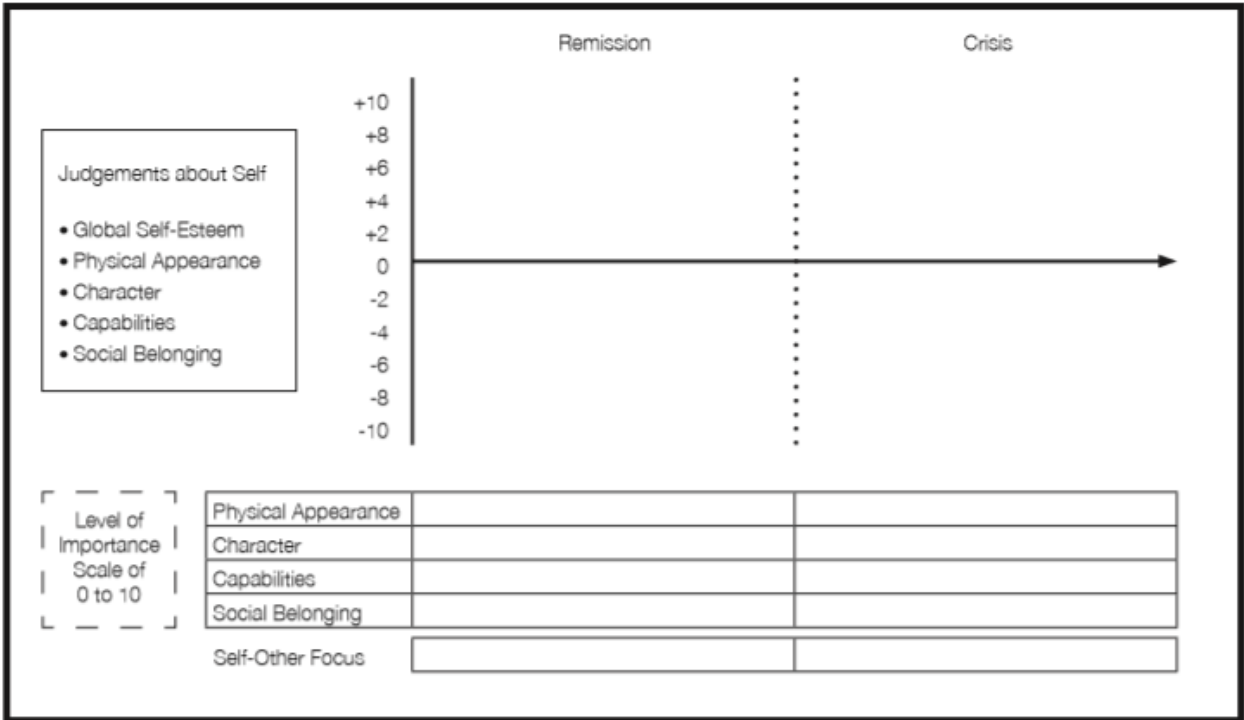 Remission
Crisis
+10
+8
+6
+4
+2
0
-2
-4
-6
-8
-10
Judgements about Self
• Global Self-Esteem
• Physical Appearance
• Character
• Capabilities
• Social Belonging
Level of
Importance
Scale of
0 to 10
Physical Appearance
Character
Capabilities
Social Belonging
Self-Other Focus